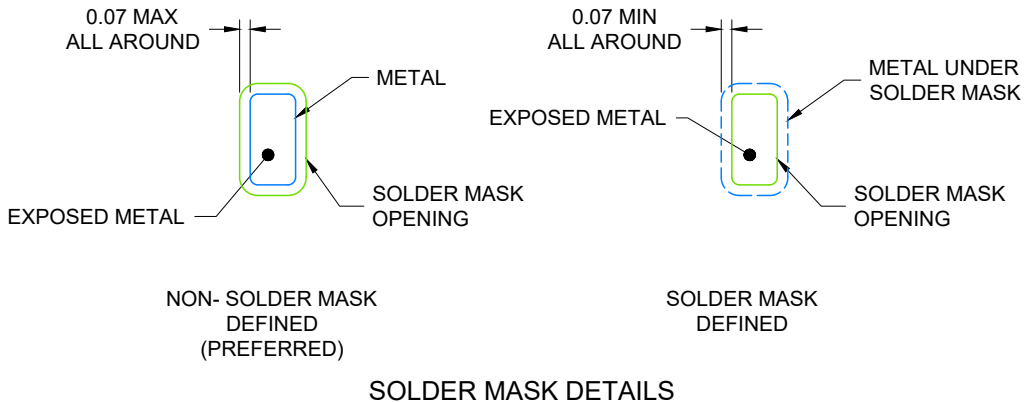 0.07 MAX
ALL AROUND
METAL
EXPOSED METAL
SOLDER MASK
OPENING
NON- SOLDER MASK
DEFINED
(PREFERRED)
0.07 MIN
ALL AROUND
METAL UNDER
SOLDER MASK
EXPOSED METAL
SOLDER MASK
OPENING
SOLDER MASK
DEFINED
SOLDER MASK DETAILS